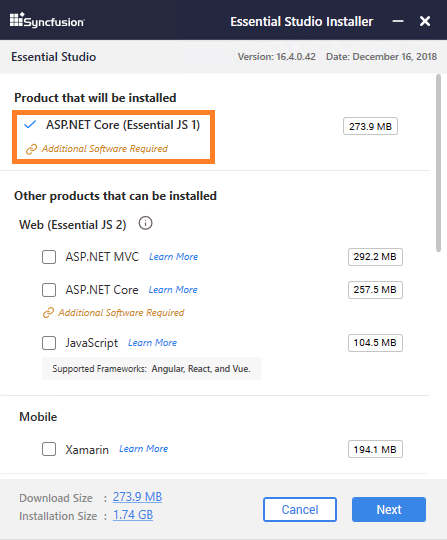 Syncfusion Essential Studio Installer
Essential Studio Version: 16.4.0.42 Date: December 16, 2018
Product that will be installed
ASP.NET Core (Essential JS 1) 273.9 MB
Additional Software Required
Other products that can be installed
Web (Essential JS 2)
ASP.NET MVC Learn More 292.2 MB
ASP.NET Core Learn More 257.5 MB
Additional Software Required
JavaScript Learn More 104.5 MB
Supported Frameworks: Angular, React, and Vue.
Mobile
Xamarin Learn More 194.1 MB
Download Size : 273.9 MB
Installation Size : 1.74 GB
Cancel Next